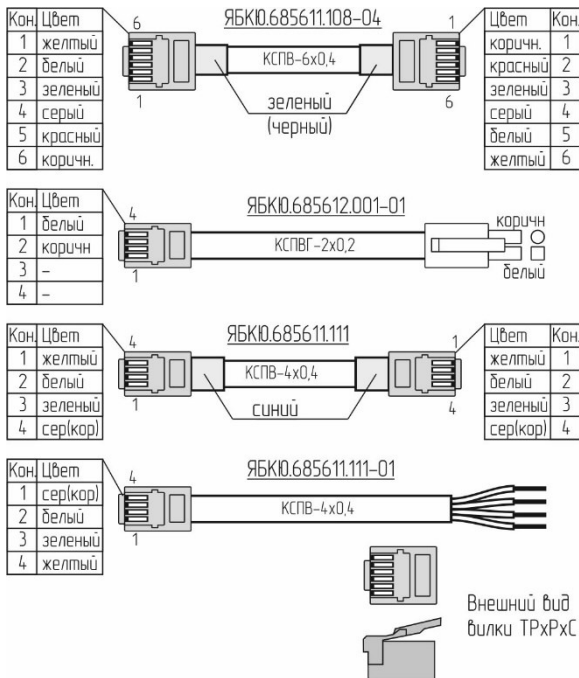 ЯБКЮ.685611.108-04
Кон. Цвет
1 желтый
2 белый
3 зеленый
4 серый
5 красный
6 коричн.
6
1
КСПВ-6х0,4
зеленый
(черный)
1
6
Цвет Кон.
коричн. 1
красный 2
зеленый 3
серый 4
белый 5
желтый 6
ЯБКЮ.685612.001-01
Кон. Цвет
1 белый
2 коричн
3 -
4 -
4
1
КСПВГ-2х0,2
коричн
белый
ЯБКЮ.685611.111
Кон. Цвет
1 желтый
2 белый
3 зеленый
4 сер(кор)
4
1
КСПВ-4х0,4
синий
1
4
Цвет Кон.
желтый 1
белый 2
зеленый 3
сер(кор) 4
ЯБКЮ.685611.111-01
Кон. Цвет
1 сер(кор)
2 белый
3 зеленый
4 желтый
4
1
КСПВ-4х0,4
Внешний вид
вилки ТРхРхС